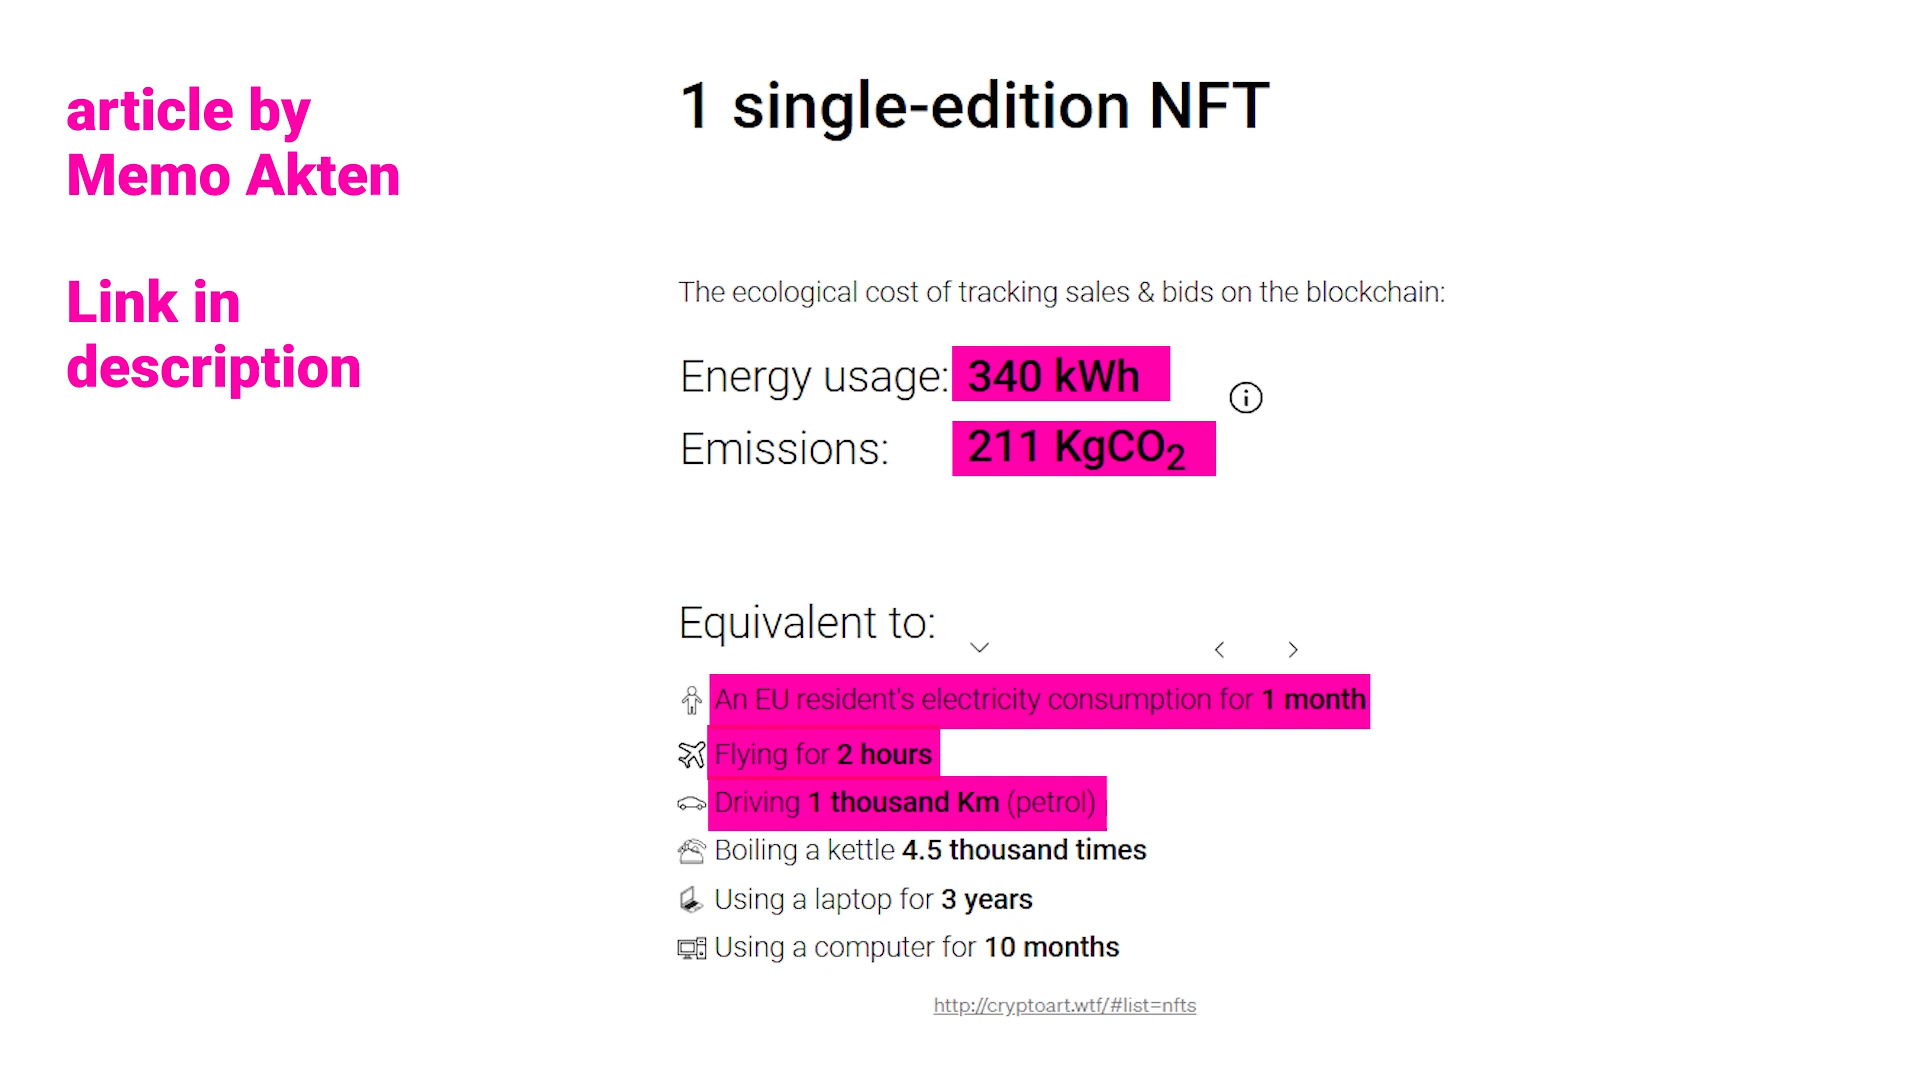 article by
Memo Akten
Link in
description
1 single-edition NFT
The ecological cost of tracking sales & bids on the blockchain:
Energy usage: 340 kWh
Emissions: 211 KgCO₂
Equivalent to:
An EU resident's electricity consumption for 1 month
Flying for 2 hours
Driving 1 thousand Km (petrol)
Boiling a kettle 4.5 thousand times
Using a laptop for 3 years
Using a computer for 10 months
http://cryptoart.wtf/#list=nfts